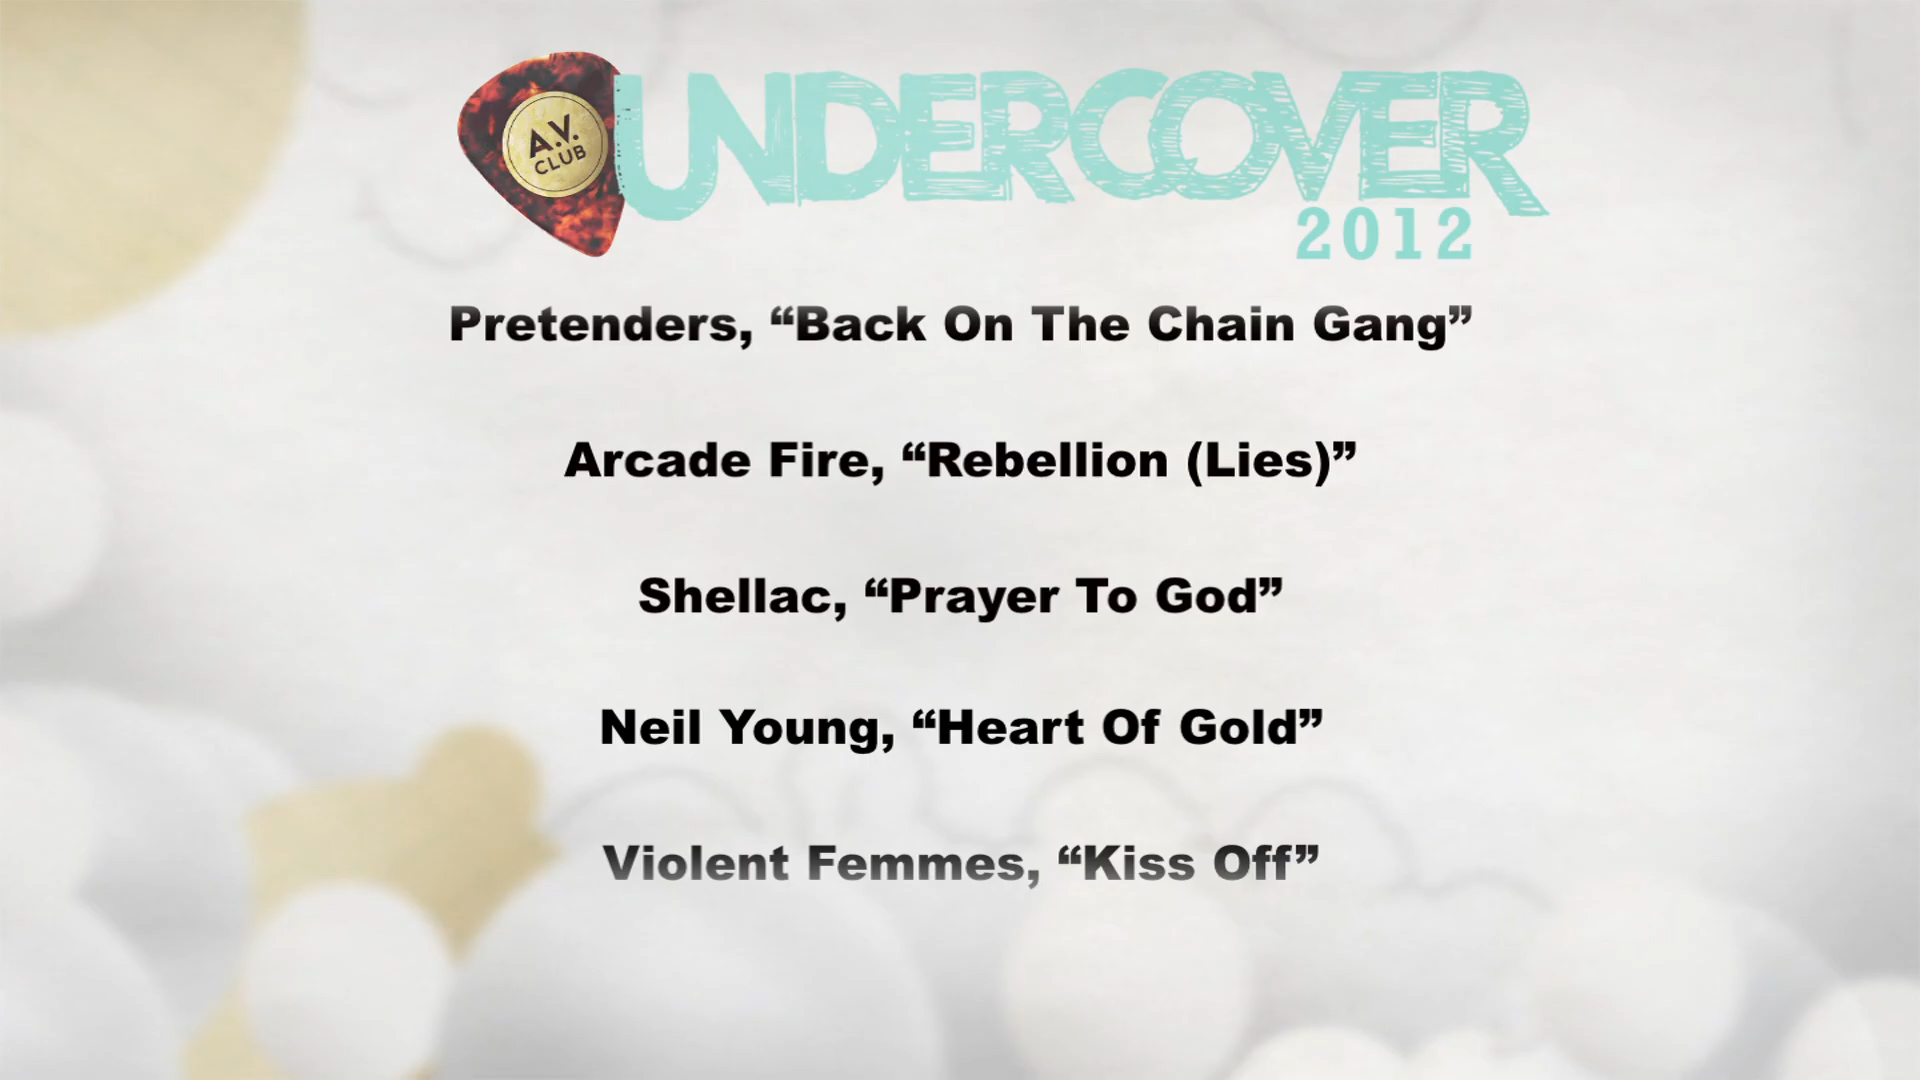 A.V.
CLUB
UNDERCOVER
2012
Pretenders, “Back On The Chain Gang”
Arcade Fire, “Rebellion (Lies)”
Shellac, “Prayer To God”
Neil Young, “Heart Of Gold”
Violent Femmes, “Kiss Off”